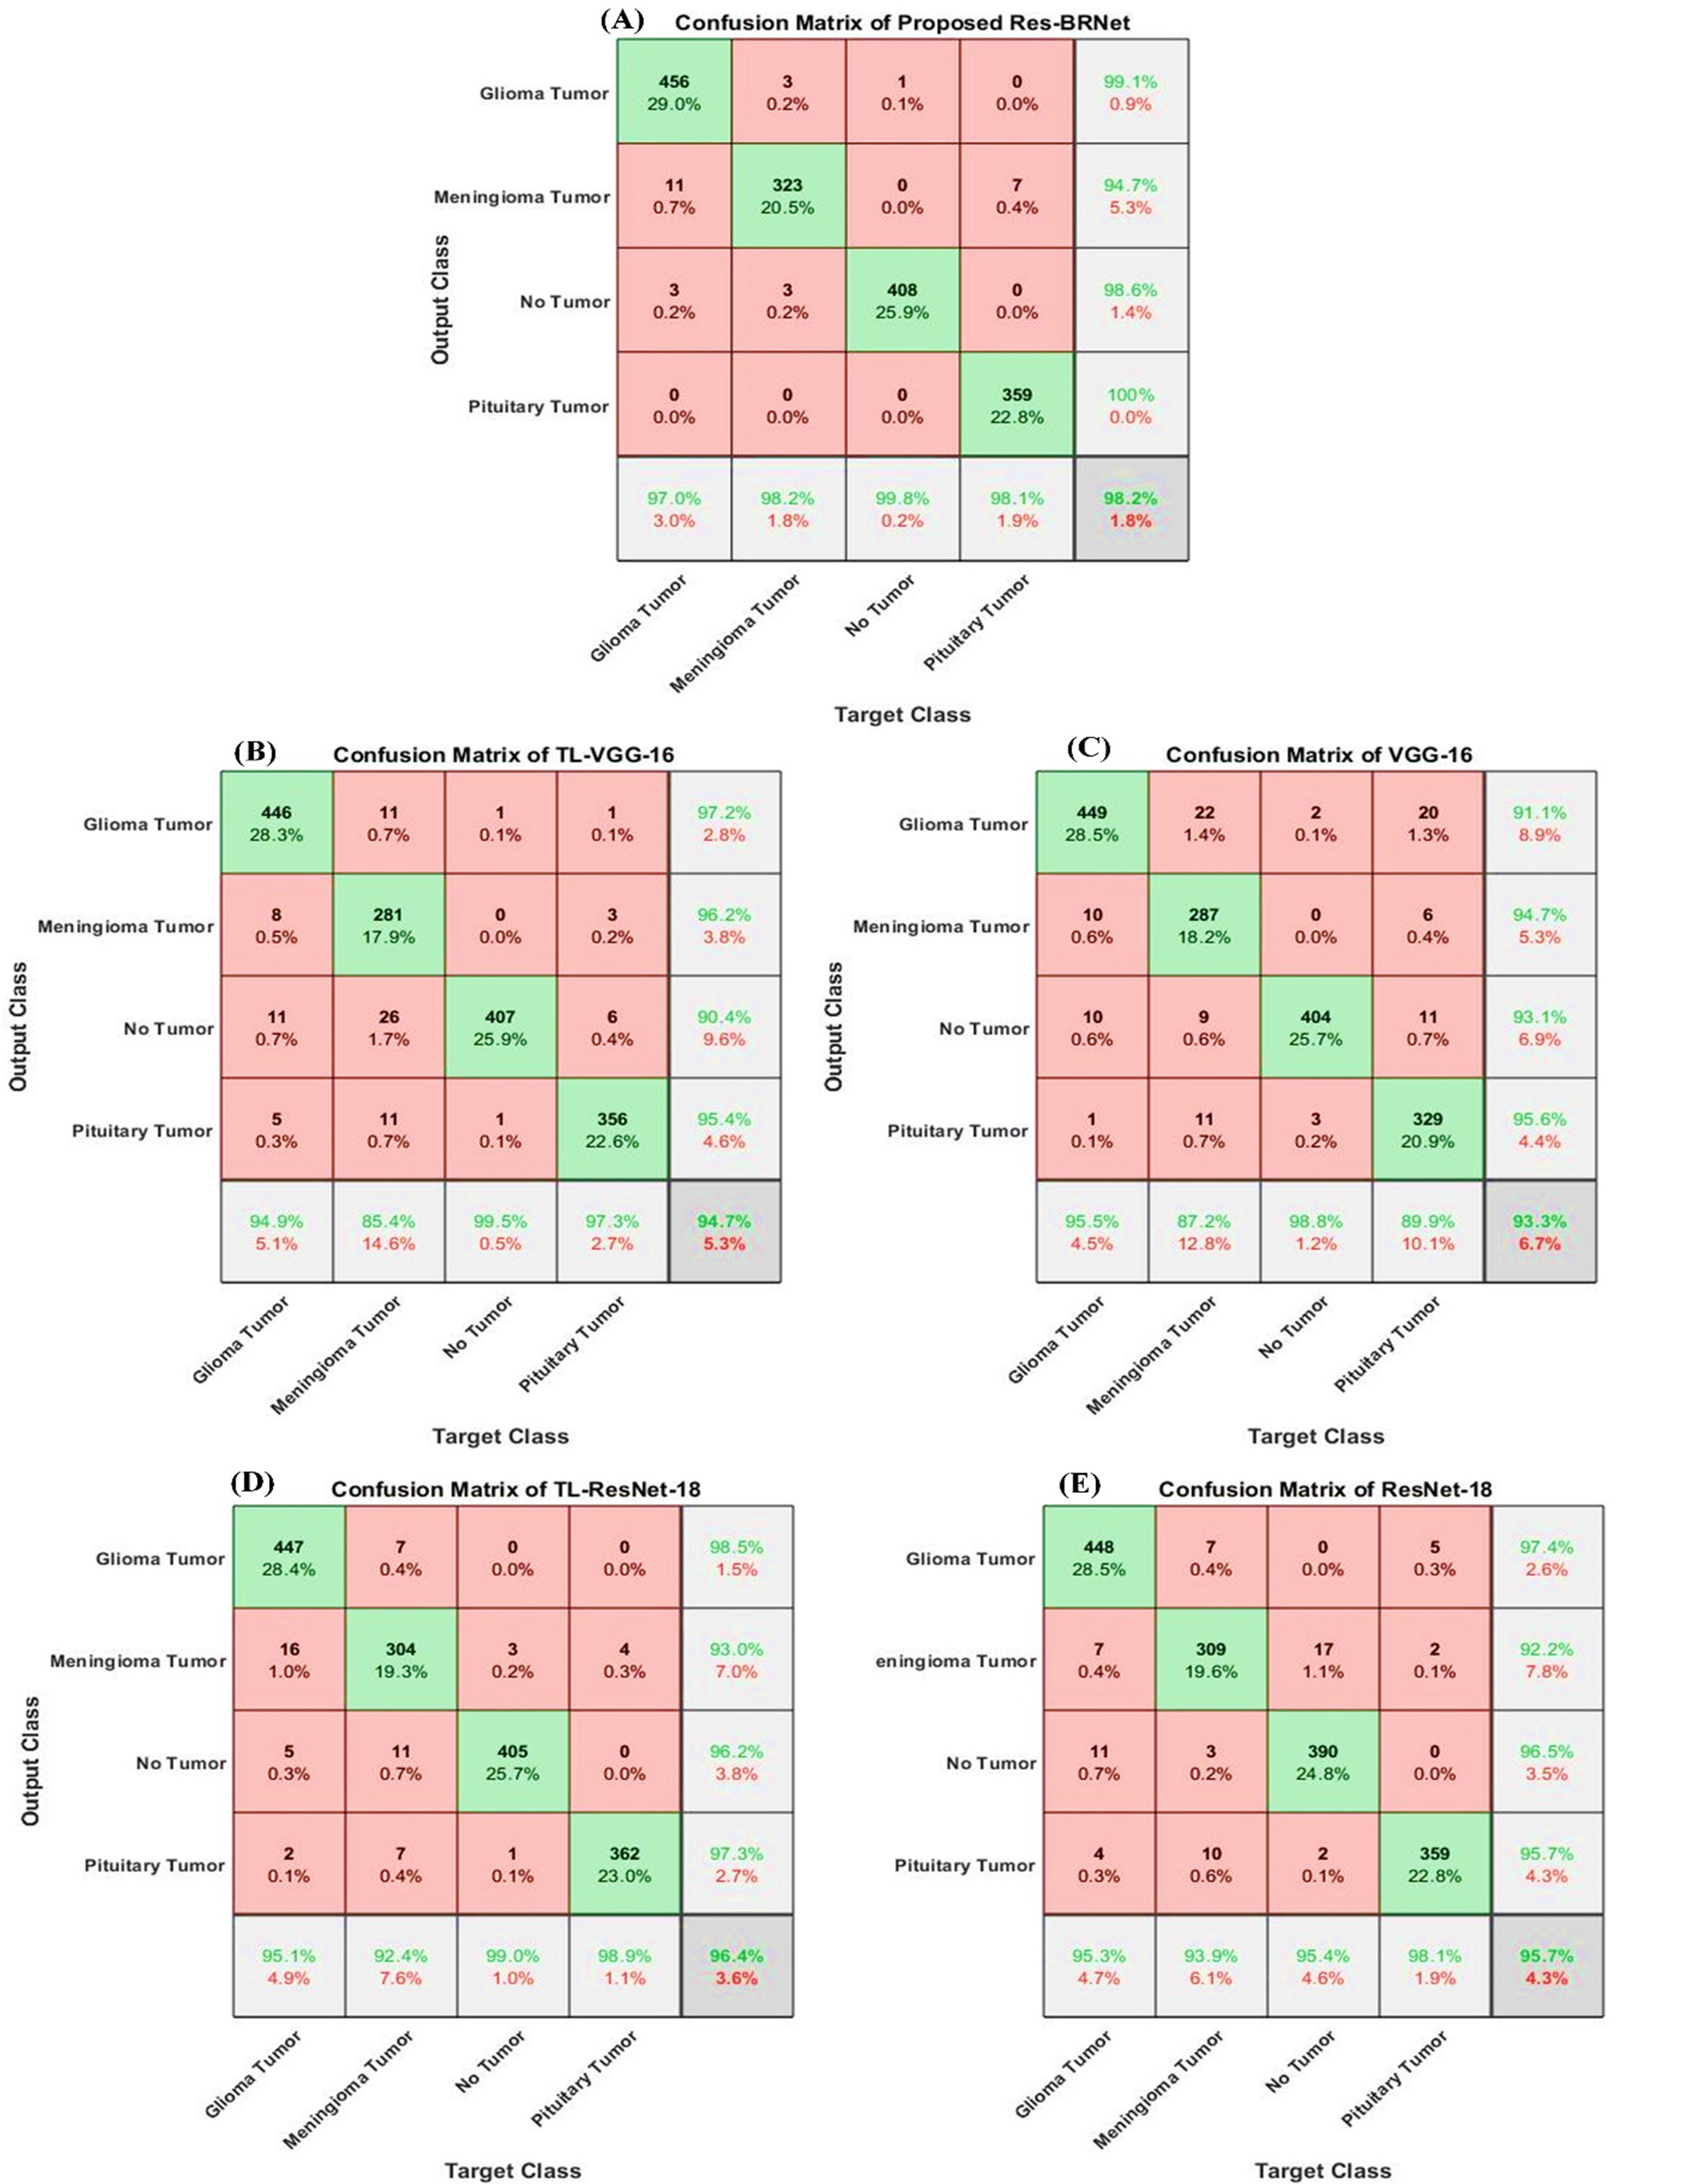 (A) Confusion Matrix of Proposed Res-BRNet
Glioma Tumor 456 3 1 0 99.1%
29.0% 0.2% 0.1% 0.0% 0.9%
Meningioma Tumor 11 323 0 7 94.7%
0.7% 20.5% 0.0% 0.4% 5.3%
Output Class
No Tumor 3 3 408 0 98.6%
0.2% 0.2% 25.9% 0.0% 1.4%
Pituitary Tumor 0 0 0 359 100%
0.0% 0.0% 0.0% 22.8% 0.0%
97.0% 98.2% 99.8% 98.1% 98.2%
3.0% 1.8% 0.2% 1.9% 1.8%
Glioma Tumor Meningioma Tumor No Tumor Pituitary Tumor
Target Class
(B) Confusion Matrix of TL-VGG-16
Glioma Tumor 446 11 1 1 97.2%
28.3% 0.7% 0.1% 0.1% 2.8%
Meningioma Tumor 8 281 0 3 96.2%
0.5% 17.9% 0.0% 0.2% 3.8%
Output Class
No Tumor 11 26 407 6 90.4%
0.7% 1.7% 25.9% 0.4% 9.6%
Pituitary Tumor 5 11 1 356 95.4%
0.3% 0.7% 0.1% 22.6% 4.6%
94.9% 85.4% 99.5% 97.3% 94.7%
5.1% 14.6% 0.5% 2.7% 5.3%
Glioma Tumor Meningioma Tumor No Tumor Pituitary Tumor
Target Class
(C) Confusion Matrix of VGG-16
Glioma Tumor 449 22 2 20 91.1%
28.5% 1.4% 0.1% 1.3% 8.9%
Meningioma Tumor 10 287 0 6 94.7%
0.6% 18.2% 0.0% 0.4% 5.3%
Output Class
No Tumor 10 9 404 11 93.1%
0.6% 0.6% 25.7% 0.7% 6.9%
Pituitary Tumor 1 11 3 329 95.6%
0.1% 0.7% 0.2% 20.9% 4.4%
95.5% 87.2% 98.8% 89.9% 93.3%
4.5% 12.8% 1.2% 10.1% 6.7%
Glioma Tumor Meningioma Tumor No Tumor Pituitary Tumor
Target Class
(D) Confusion Matrix of TL-ResNet-18
Glioma Tumor 447 7 0 0 98.5%
28.4% 0.4% 0.0% 0.0% 1.5%
Meningioma Tumor 16 304 3 4 93.0%
1.0% 19.3% 0.2% 0.3% 7.0%
Output Class
No Tumor 5 11 405 0 96.2%
0.3% 0.7% 25.7% 0.0% 3.8%
Pituitary Tumor 2 7 1 362 97.3%
0.1% 0.4% 0.1% 23.0% 2.7%
95.1% 92.4% 99.0% 98.9% 96.4%
4.9% 7.6% 1.0% 1.1% 3.6%
Glioma Tumor Meningioma Tumor No Tumor Pituitary Tumor
Target Class
(E) Confusion Matrix of ResNet-18
Glioma Tumor 448 7 0 5 97.4%
28.5% 0.4% 0.0% 0.3% 2.6%
eningioma Tumor 7 309 17 2 92.2%
0.4% 19.6% 1.1% 0.1% 7.8%
No Tumor 11 3 390 0 96.5%
0.7% 0.2% 24.8% 0.0% 3.5%
Pituitary Tumor 4 10 2 359 95.7%
0.3% 0.6% 0.1% 22.8% 4.3%
95.3% 93.9% 95.4% 98.1% 95.7%
4.7% 6.1% 4.6% 1.9% 4.3%
Glioma Tumor Meningioma Tumor No Tumor Pituitary Tumor
Target Class